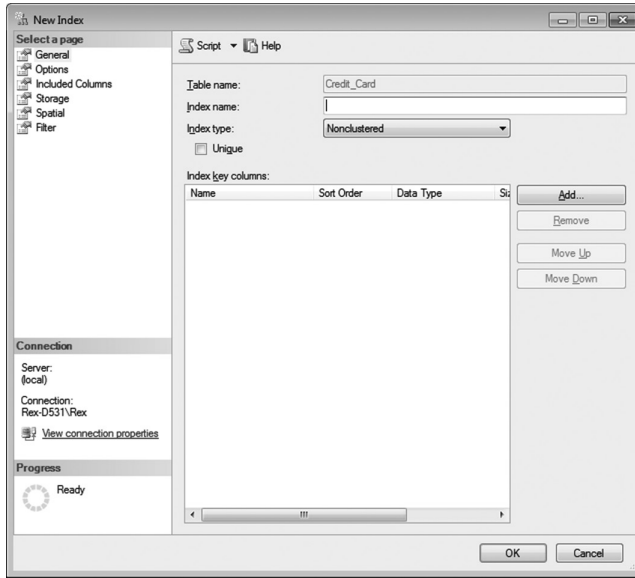 New Index
Select a page
General
Options
Included Columns
Storage
Spatial
Filter
Script
Help
Table name:
Credit_Card
Index name:
Index type:
Nonclustered
Unique
Index key columns:
Name
Sort Order
Data Type
Siz
Add...
Remove
Move Up
Move Down
Connection
Server:
(local)
Connection:
Rex-D531\Rex
View connection properties
Progress
Ready
OK
Cancel